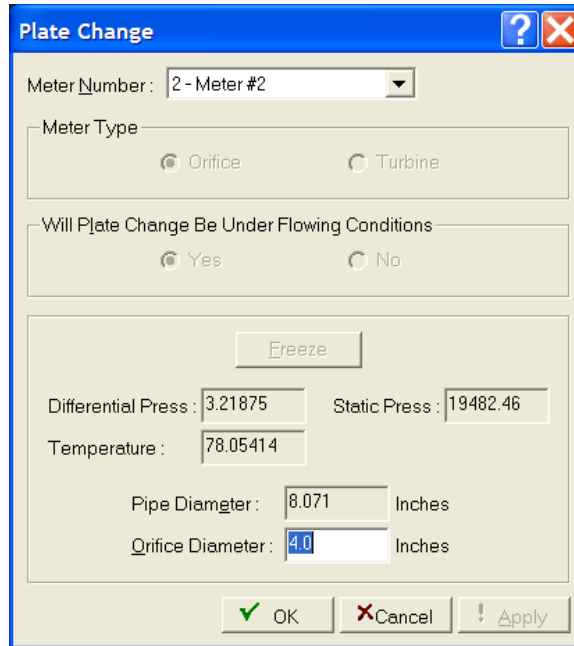 Plate Change
Meter Number : 2 - Meter #2
Meter Type
Orifice Turbine
Will Plate Change Be Under Flowing Conditions
Yes No
Freeze
Differential Press : 3.21875 Static Press : 19482.46
Temperature : 78.05414
Pipe Diameter : 8.071 Inches
Orifice Diameter : 4.0 Inches
OK Cancel ! Apply